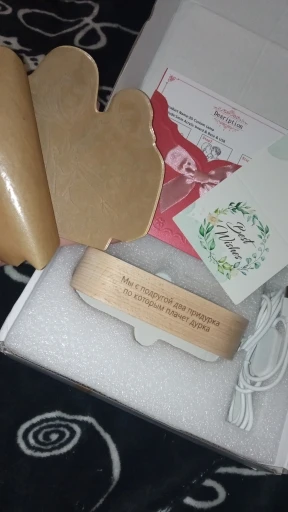 Description
Best
Wishes
Мы с подругой два придурка
по которым плачет дурка